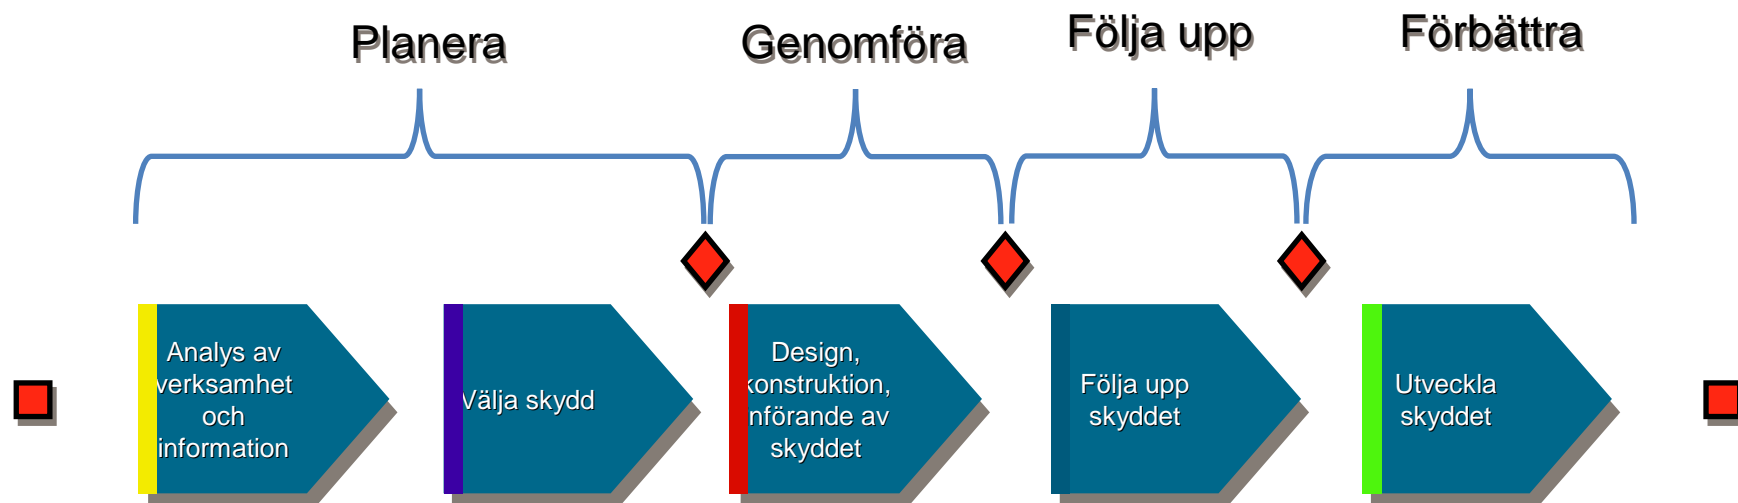 Planera
Genomföra
Följa upp
Förbättra
Analys av
verksamhet
och
information
Välja skydd
Design,
konstruktion,
införande av
skyddet
Följa upp
skyddet
Utveckla
skyddet